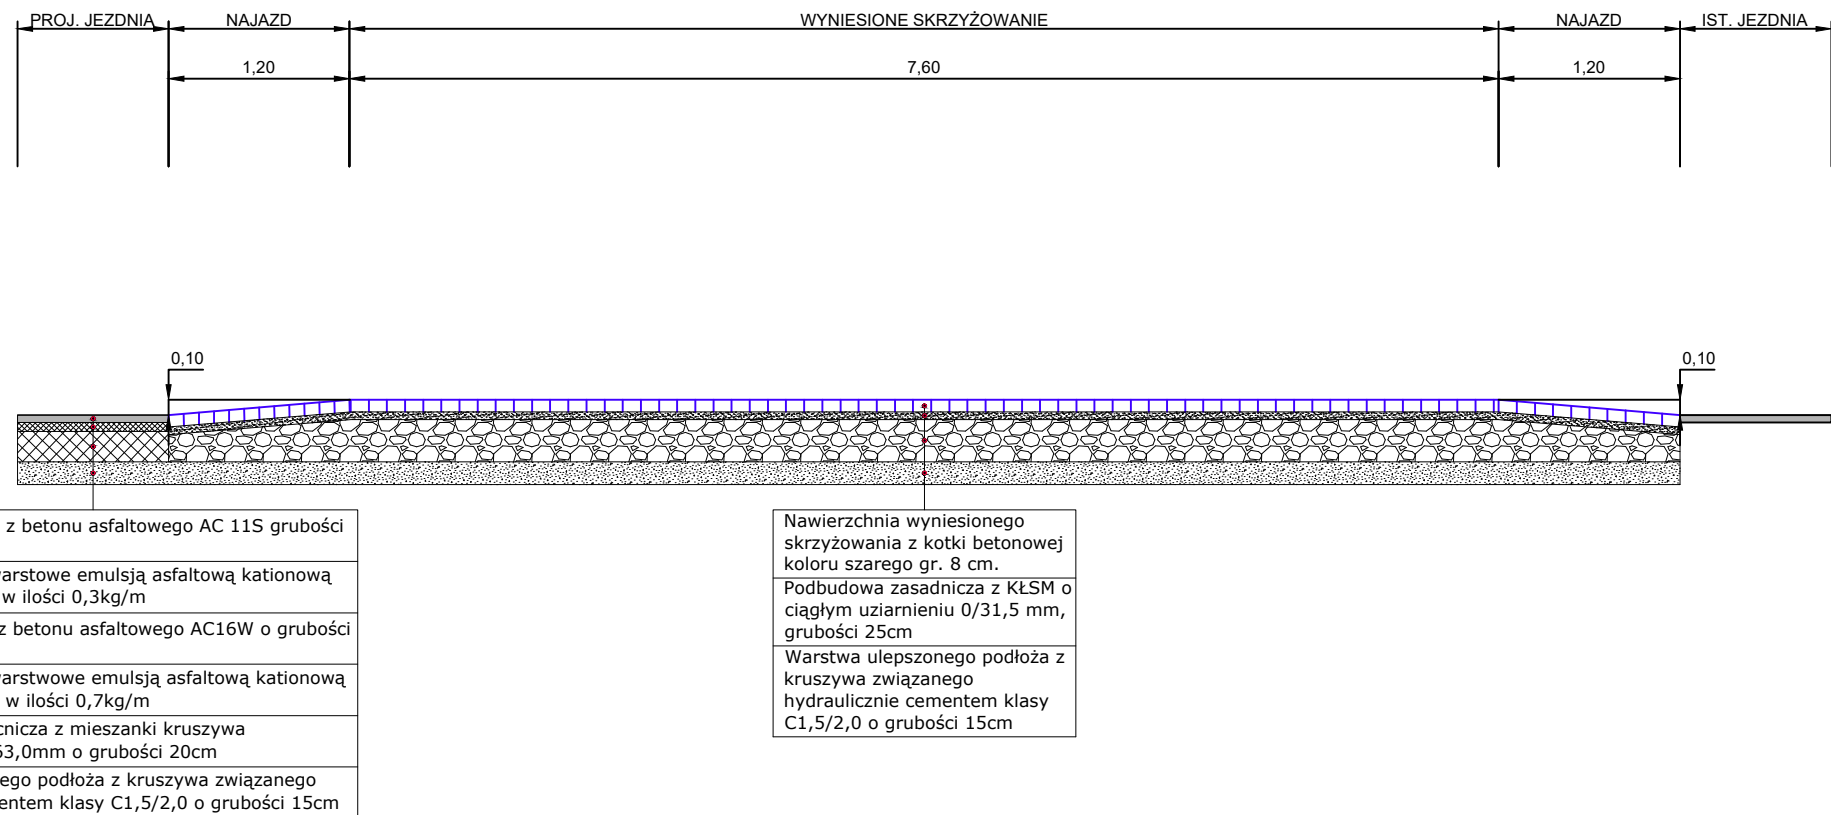 PROJ. JEZDNIA NAJAZD WYNIESIONE SKRZYŻOWANIE NAJAZD IST. JEZDNIA
1,20 7,60 1,20
0,10 0,10
z betonu asfaltowego AC 11S grubości
warstowe emulsją asfaltową kationową
w ilości 0,3kg/m
z betonu asfaltowego AC16W o grubości
warstwowe emulsją asfaltową kationową
w ilości 0,7kg/m
cnicza z mieszanki kruszywa
63,0mm o grubości 20cm
ego podłoża z kruszywa związanego
entem klasy C1,5/2,0 o grubości 15cm
Nawierzchnia wyniesionego
skrzyżowania z kotki betonowej
koloru szarego gr. 8 cm.
Podbudowa zasadnicza z KŁSM o
ciągłym uziarnieniu 0/31,5 mm,
grubości 25cm
Warstwa ulepszonego podłoża z
kruszywa związanego
hydraulicznie cementem klasy
C1,5/2,0 o grubości 15cm